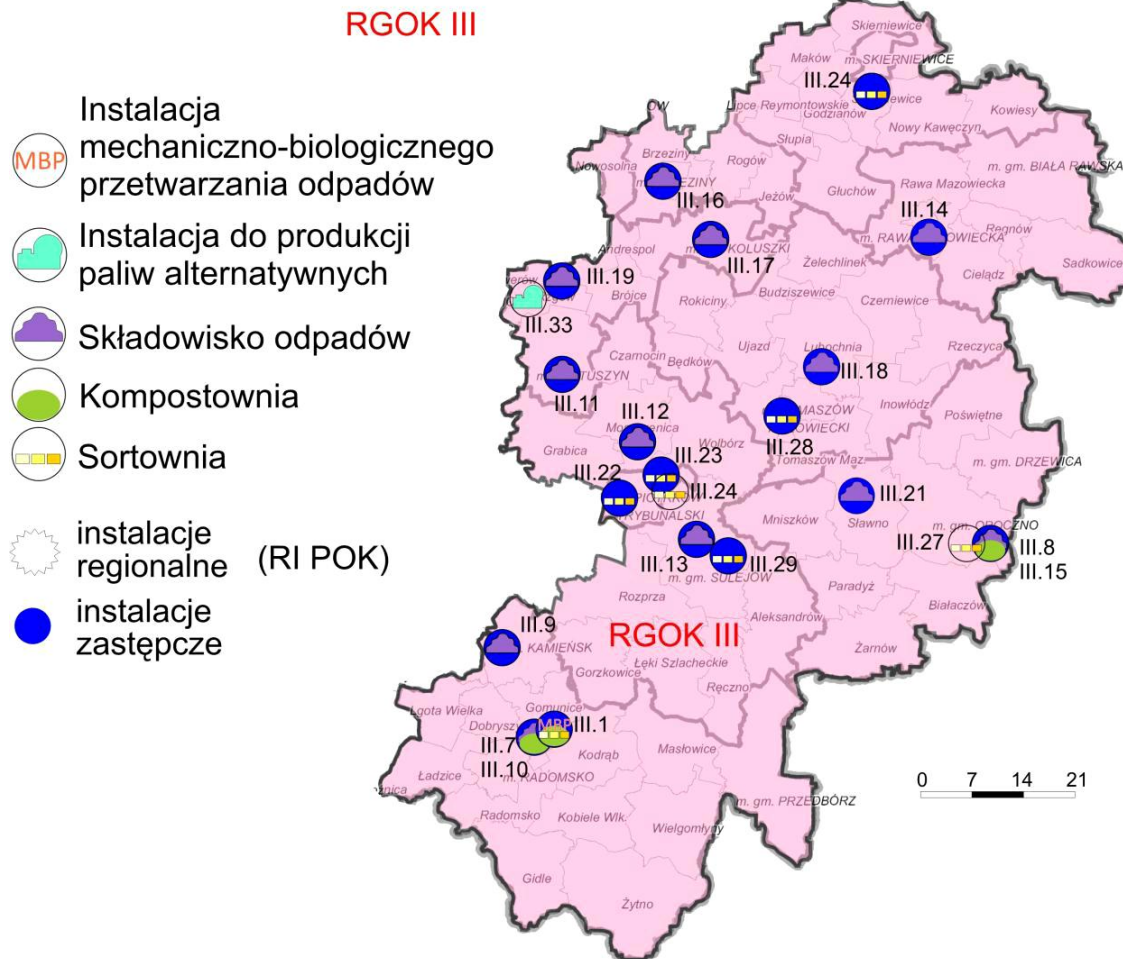 RGOK III
Instalacja
mechaniczno-biologicznego
przetwarzania odpadów
MBP
Instalacja do produkcji
paliw alternatywnych
Składowisko odpadów
Kompostownia
Sortownia
instalacje
regionalne
(RI POK)
instalacje
zastępcze
Skierniewice
Maków
m. SKIERNIEWICE
III.24
Lipce Reymontowskie
Godzianów
Kowiesy
Nowy Kawęczyn
Słupia
Brzeziny
Nowosolna
Rogów
m. gm. BIAŁA RAWSKA
Rawa Mazowiecka
III.16
Jeżów
Głuchów
III.14
Regnów
KOLUSZKI
Andrespol
III.17
Żelechlinek
Sadkowice
Cielądz
III.19
Brójce
Rokiciny
Budziszewice
Czerniewice
III.33
Ujazd
Lubochnia
Rzeczyca
Czarnocin
Będków
III.18
TUSZYN
III.11
Inowłódz
Poświętne
III.12
Wolbórz
III.28
Grabica
III.23
Tomaszów Maz.
m. gm. DRZEWICA
III.22
III.24
III.21
TRYBUNALSKI
Mniszków
Sławno
III.27
III.8
III.15
III.13
III.29
m. gm. SULEJÓW
Paradyż
Rozprza
Białaczów
Aleksandrów
III.9
RGOK III
KAMIEŃSK
Żarnów
Łęki Szlacheckie
Gorzkowice
Ręczno
Lgota Wielka
Gomunice
Dobryszy
MBP
III.1
III.7
III.10
Kodrąb
Masłowice
Ładzice
m. RADOMSKO
m. gm. PRZEDBÓRZ
Radomsko
Kobiele Wlk.
Wielgomłyny
Gidle
Żytno
0 7 14 21